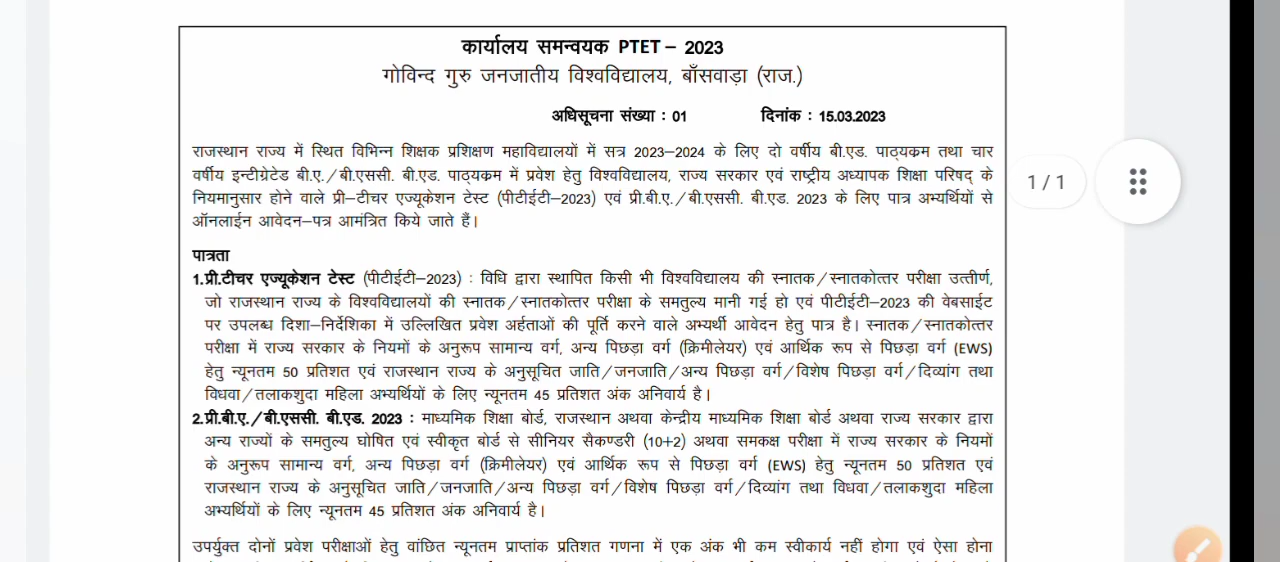 कार्यालय समन्वयक PTET – 2023
गोविन्द गुरु जनजातीय विश्वविद्यालय, बाँसवाड़ा (राज.)
अधिसूचना संख्या : 01 दिनांक : 15.03.2023
राजस्थान राज्य में स्थित विभिन्न शिक्षक प्रशिक्षण महाविद्यालयों में सत्र 2023-2024 के लिए दो वर्षीय बी.एड. पाठ्यक्रम तथा चार
वर्षीय इन्टीग्रेटेड बी.ए./बी.एससी. बी.एड. पाठ्यक्रम में प्रवेश हेतु विश्वविद्यालय, राज्य सरकार एवं राष्ट्रीय अध्यापक शिक्षा परिषद् के
नियमानुसार होने वाले प्री–टीचर एज्यूकेशन टेस्ट (पीटीईटी–2023) एवं प्री.बी.ए./बी.एससी. बी.एड. 2023 के लिए पात्र अभ्यर्थियों से
ऑनलाईन आवेदन–पत्र आमंत्रित किये जाते हैं।
1 / 1
पात्रता
1.प्री.टीचर एज्यूकेशन टेस्ट (पीटीईटी–2023) : विधि द्वारा स्थापित किसी भी विश्वविद्यालय की स्नातक/स्नातकोत्तर परीक्षा उत्तीर्ण,
जो राजस्थान राज्य के विश्वविद्यालयों की स्नातक/स्नातकोत्तर परीक्षा के समतुल्य मानी गई हो एवं पीटीईटी–2023 की वेबसाईट
पर उपलब्ध दिशा–निर्देशिका में उल्लिखित प्रवेश अर्हताओं की पूर्ति करने वाले अभ्यर्थी आवेदन हेतु पात्र है। स्नातक/स्नातकोत्तर
परीक्षा में राज्य सरकार के नियमों के अनुरूप सामान्य वर्ग, अन्य पिछड़ा वर्ग (क्रिमीलेयर) एवं आर्थिक रूप से पिछड़ा वर्ग (EWS)
हेतु न्यूनतम 50 प्रतिशत एवं राजस्थान राज्य के अनुसूचित जाति/जनजाति/अन्य पिछड़ा वर्ग/विशेष पिछड़ा वर्ग/दिव्यांग तथा
विधवा/तलाकशुदा महिला अभ्यर्थियों के लिए न्यूनतम 45 प्रतिशत अंक अनिवार्य है।
2.प्री.बी.ए./बी.एससी. बी.एड. 2023 : माध्यमिक शिक्षा बोर्ड, राजस्थान अथवा केन्द्रीय माध्यमिक शिक्षा बोर्ड अथवा राज्य सरकार द्वारा
अन्य राज्यों के समतुल्य घोषित एवं स्वीकृत बोर्ड से सीनियर सैकण्डरी (10+2) अथवा समकक्ष परीक्षा में राज्य सरकार के नियमों
के अनुरूप सामान्य वर्ग, अन्य पिछड़ा वर्ग (क्रिमीलेयर) एवं आर्थिक रूप से पिछड़ा वर्ग (EWS) हेतु न्यूनतम 50 प्रतिशत एवं
राजस्थान राज्य के अनुसूचित जाति/जनजाति/अन्य पिछड़ा वर्ग/विशेष पिछड़ा वर्ग/दिव्यांग तथा विधवा/तलाकशुदा महिला
अभ्यर्थियों के लिए न्यूनतम 45 प्रतिशत अंक अनिवार्य है।
उपर्युक्त दोनों प्रवेश परीक्षाओं हेतु वांछित न्यूनतम प्राप्तांक प्रतिशत गणना में एक अंक भी कम स्वीकार्य नहीं होगा एवं ऐसा होना